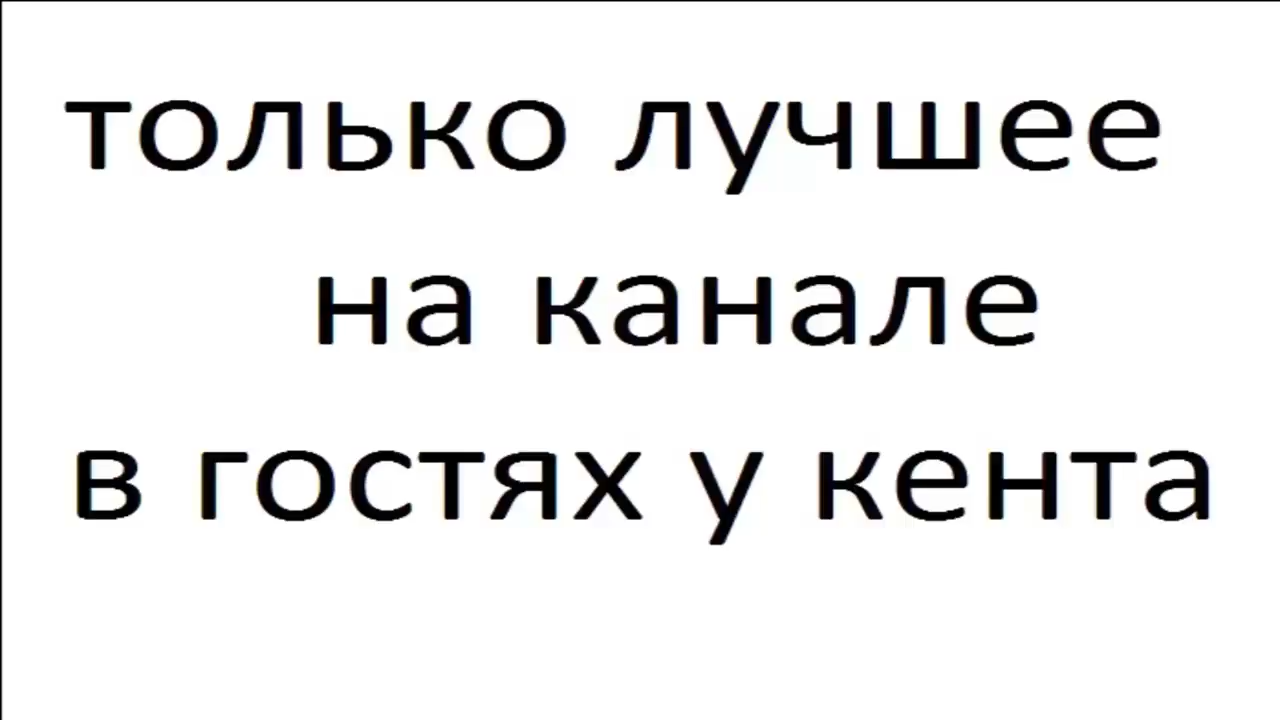 только лучшее
на канале
в гостях у кента